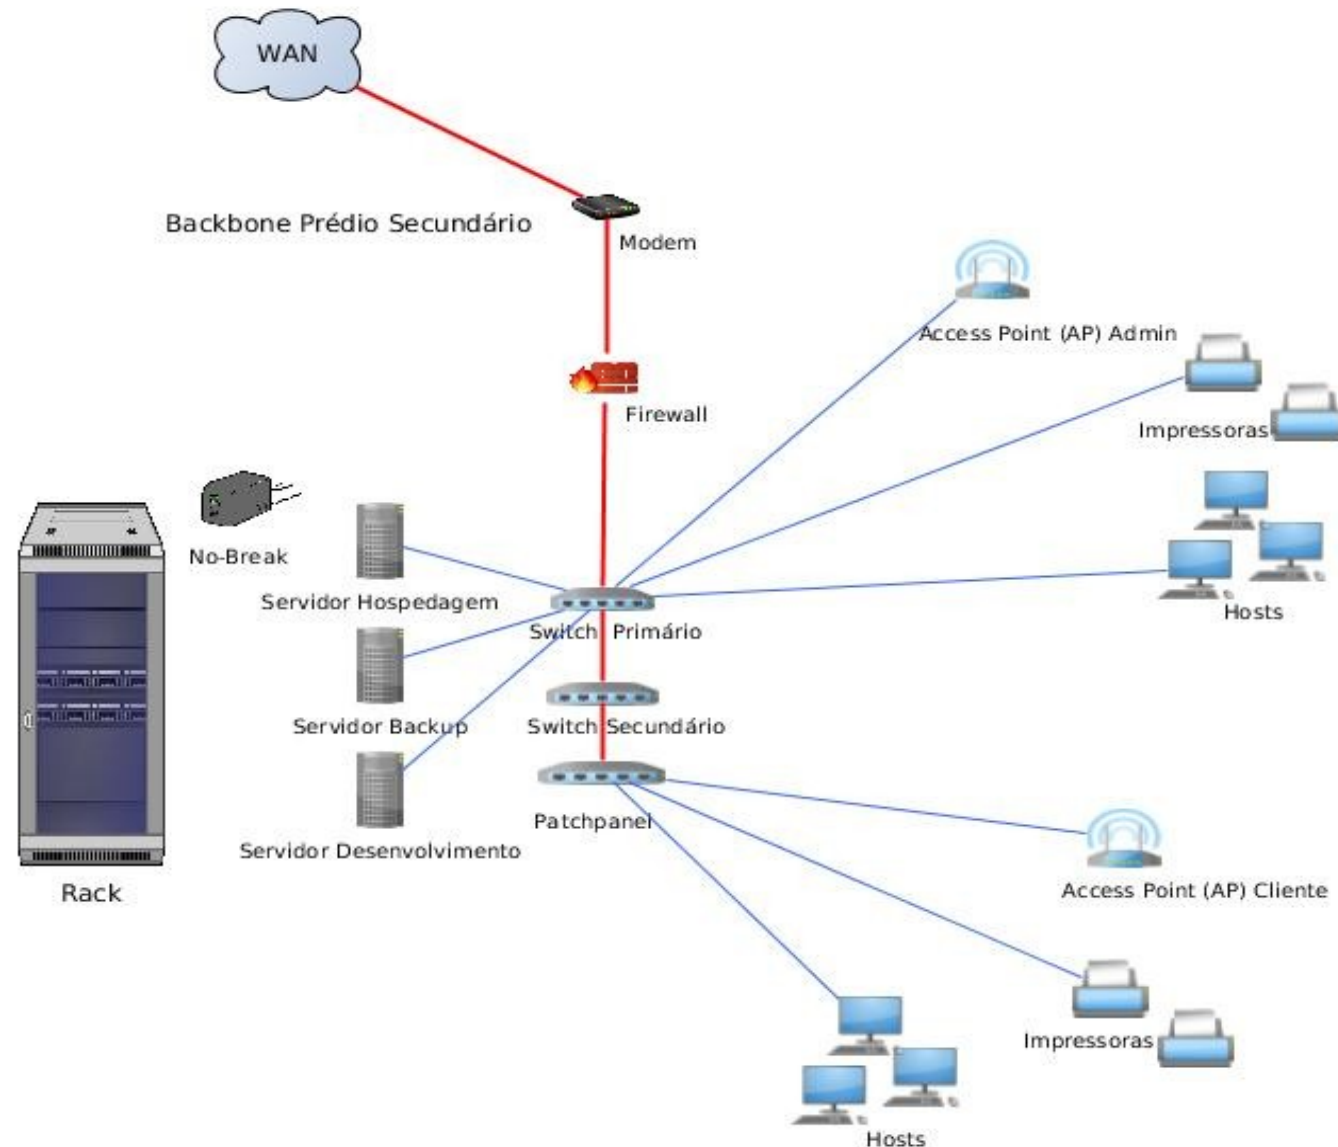 WAN
Backbone Prédio Secundário
Modem
Access Point (AP) Admin
Firewall
Impressoras
No-Break
Servidor Hospedagem
Hosts
Switch Primário
Servidor Backup
Switch Secundário
Patchpanel
Servidor Desenvolvimento
Rack
Access Point (AP) Cliente
Impressoras
Hosts